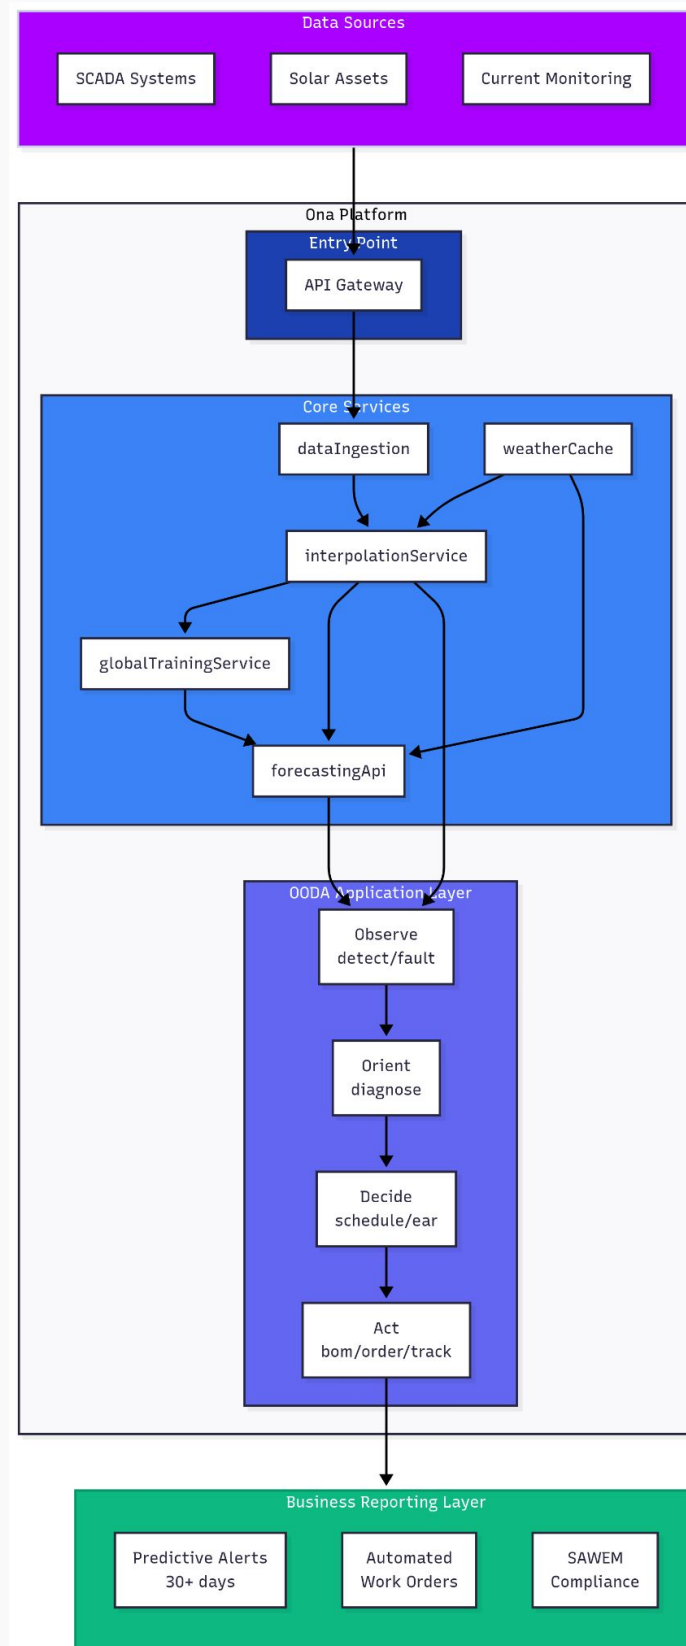 Data Sources
SCADA Systems
Solar Assets
Current Monitoring
Ona Platform
Entry Point
API Gateway
Core Services
dataIngestion
weatherCache
interpolationService
globalTrainingService
forecastingApi
OODA Application Layer
Observe
detect/fault
Orient
diagnose
Decide
schedule/ear
Act
bom/order/track
Business Reporting Layer
Predictive Alerts
30+ days
Automated
Work Orders
SAWEM
Compliance